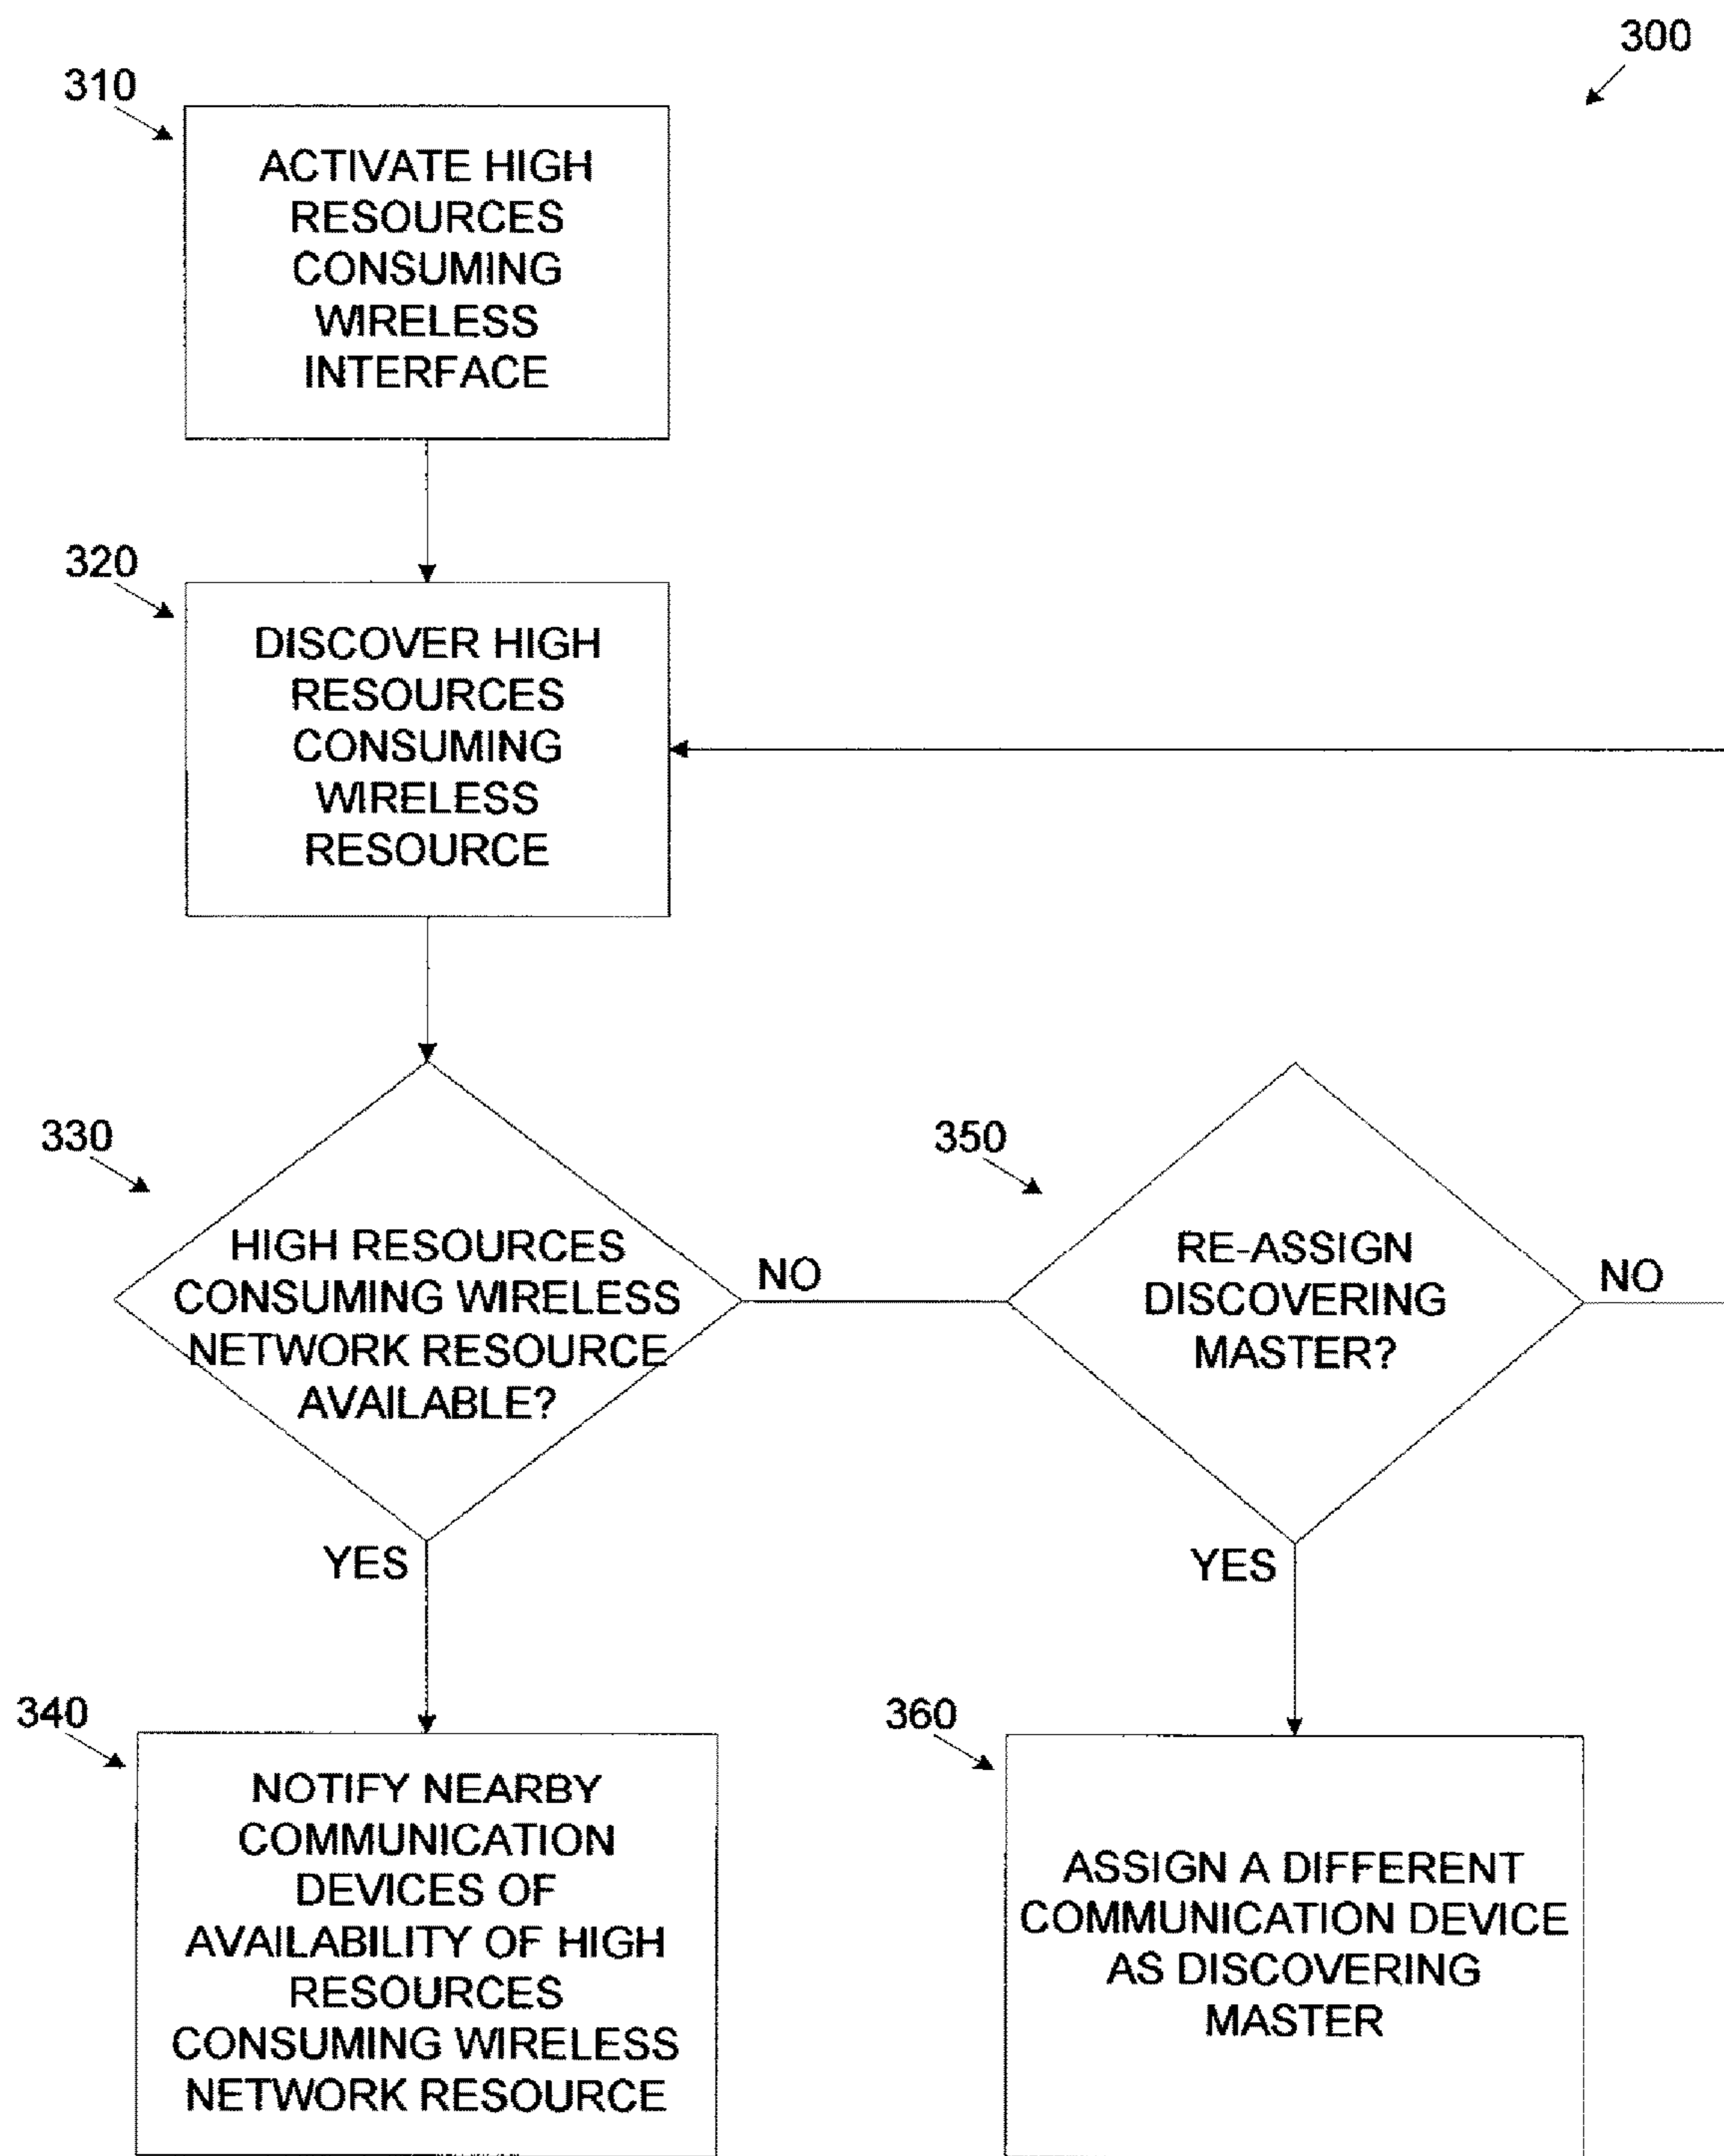 300
310
ACTIVATE HIGH
RESOURCES
CONSUMING
WIRELESS
INTERFACE
320
DISCOVER HIGH
RESOURCES
CONSUMING
WIRELESS
RESOURCE
330
HIGH RESOURCES
CONSUMING WIRELESS
NETWORK RESOURCE
AVAILABLE?
NO
YES
350
RE-ASSIGN
DISCOVERING
MASTER?
NO
YES
340
NOTIFY NEARBY
COMMUNICATION
DEVICES OF
AVAILABILITY OF HIGH
RESOURCES
CONSUMING WIRELESS
NETWORK RESOURCE
360
ASSIGN A DIFFERENT
COMMUNICATION DEVICE
AS DISCOVERING
MASTER